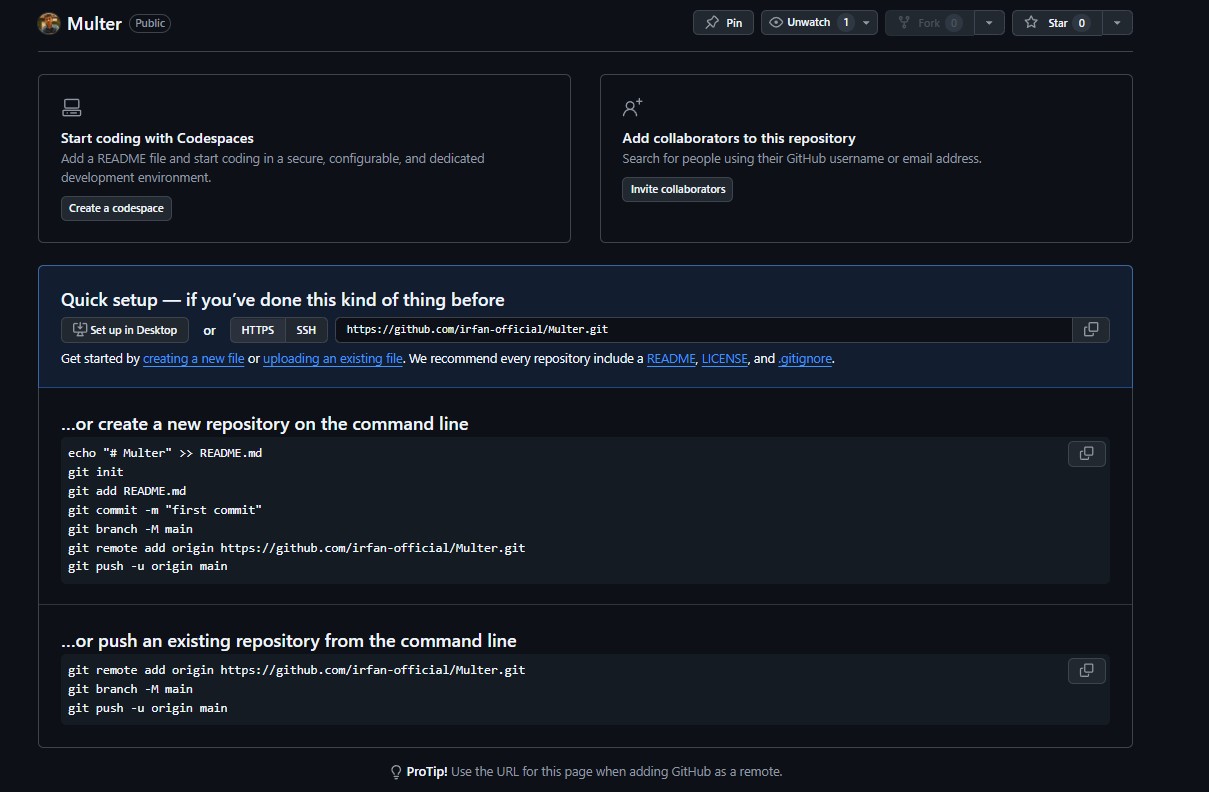 Multer Public
Pin
Unwatch 1
Fork 0
Star 0
Start coding with Codespaces
Add a README file and start coding in a secure, configurable, and dedicated
development environment.
Create a codespace
Add collaborators to this repository
Search for people using their GitHub username or email address.
Invite collaborators
Quick setup — if you’ve done this kind of thing before
Set up in Desktop or HTTPS SSH https://github.com/irfan-official/Multer.git
Get started by creating a new file or uploading an existing file. We recommend every repository include a README, LICENSE, and .gitignore.
…or create a new repository on the command line
echo "# Multer" >> README.md
git init
git add README.md
git commit -m "first commit"
git branch -M main
git remote add origin https://github.com/irfan-official/Multer.git
git push -u origin main
…or push an existing repository from the command line
git remote add origin https://github.com/irfan-official/Multer.git
git branch -M main
git push -u origin main
ProTip! Use the URL for this page when adding GitHub as a remote.